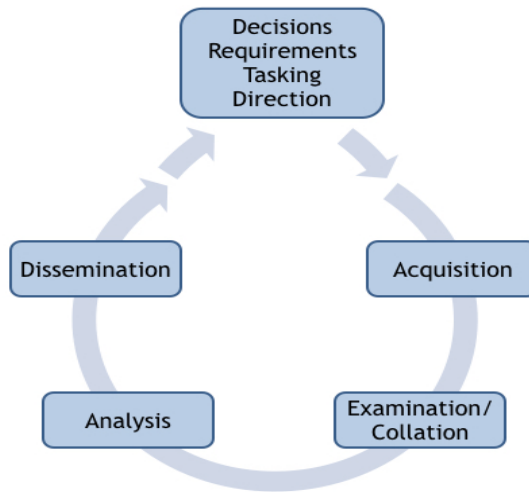 Decisions
Requirements
Tasking
Direction
Acquisition
Examination/
Collation
Analysis
Dissemination